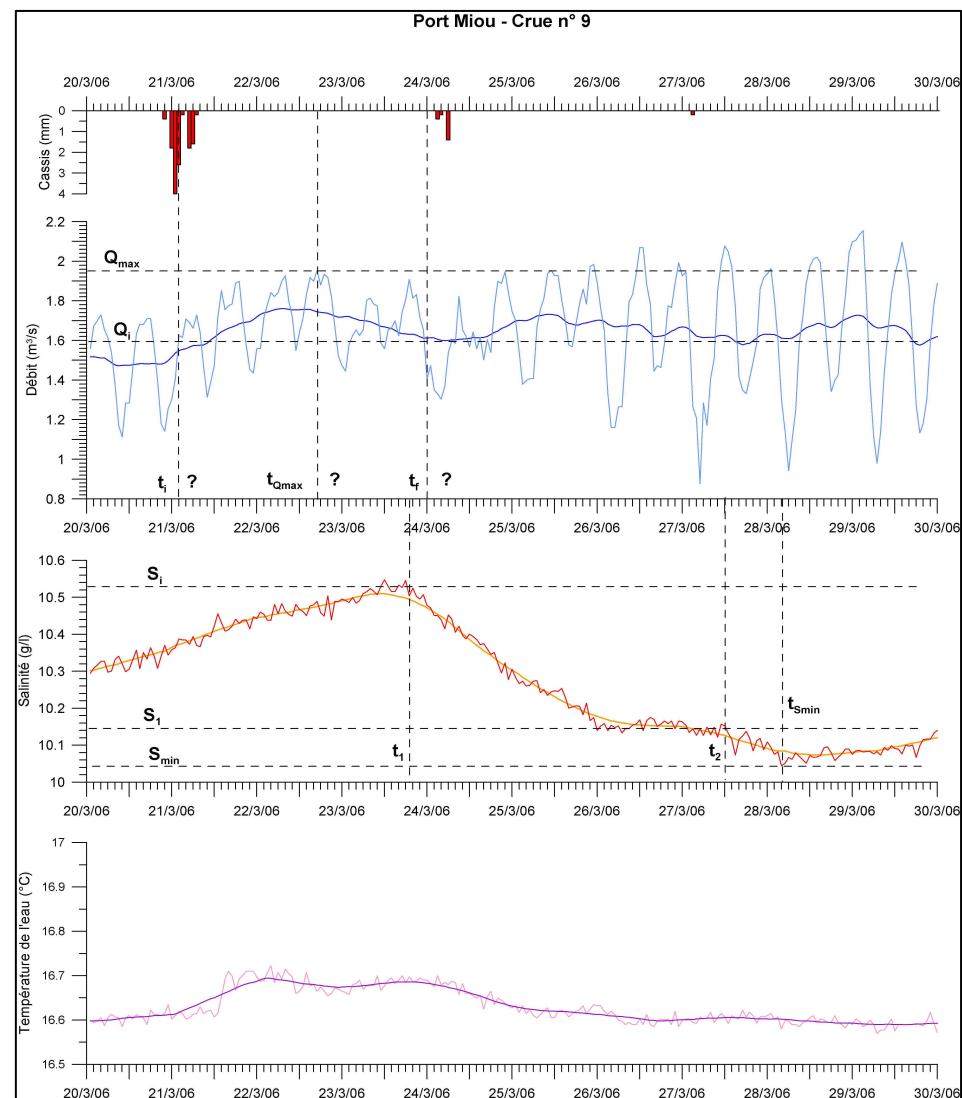 Port Miou - Crue n° 9
20/3/06 21/3/06 22/3/06 23/3/06 24/3/06 25/3/06 26/3/06 27/3/06 28/3/06 29/3/06 30/3/06
Cassis (mm)
0
1
2
3
4
Débit (m³/s)
2.2
2
1.8
1.6
1.4
1.2
1
0.8
Qmax
Qi
ti ? tQmax ? tf ?
20/3/06 21/3/06 22/3/06 23/3/06 24/3/06 25/3/06 26/3/06 27/3/06 28/3/06 29/3/06 30/3/06
Salinité (g/l)
10.6
10.5
10.4
10.3
10.2
10.1
10
Si
S1
Smin
t1 t2
tSmin
20/3/06 21/3/06 22/3/06 23/3/06 24/3/06 25/3/06 26/3/06 27/3/06 28/3/06 29/3/06 30/3/06
Température de l'eau (°C)
17
16.9
16.8
16.7
16.6
16.5
20/3/06 21/3/06 22/3/06 23/3/06 24/3/06 25/3/06 26/3/06 27/3/06 28/3/06 29/3/06 30/3/06